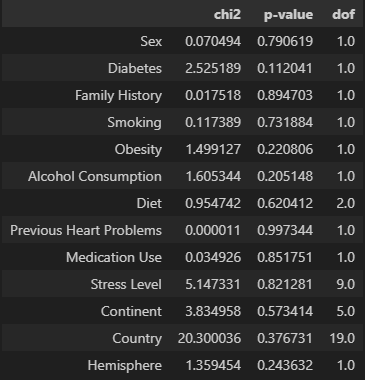 chi2 p-value dof
Sex 0.070494 0.790619 1.0
Diabetes 2.525189 0.112041 1.0
Family History 0.017518 0.894703 1.0
Smoking 0.117389 0.731884 1.0
Obesity 1.499127 0.220806 1.0
Alcohol Consumption 1.605344 0.205148 1.0
Diet 0.954742 0.620412 2.0
Previous Heart Problems 0.000011 0.997344 1.0
Medication Use 0.034926 0.851751 1.0
Stress Level 5.147331 0.821281 9.0
Continent 3.834958 0.573414 5.0
Country 20.300036 0.376731 19.0
Hemisphere 1.359454 0.243632 1.0